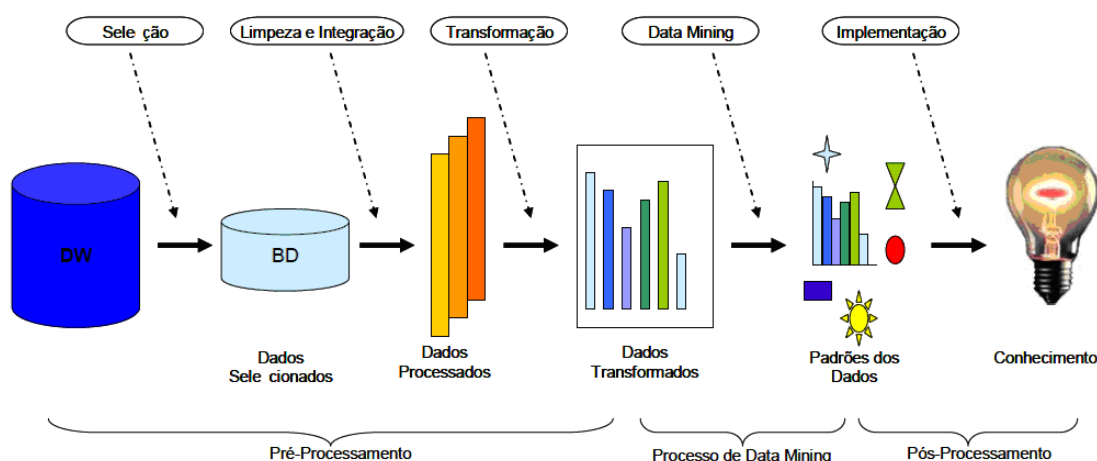 Sele ção
Limpeza e Integração
Transformação
Data Mining
Implementação
DW
BD
Dados
Sele cionados
Dados
Processados
Dados
Transformados
Padrões dos
Dados
Conhecimento
Pré-Processamento
Processo de Data Mining
Pós-Processamento